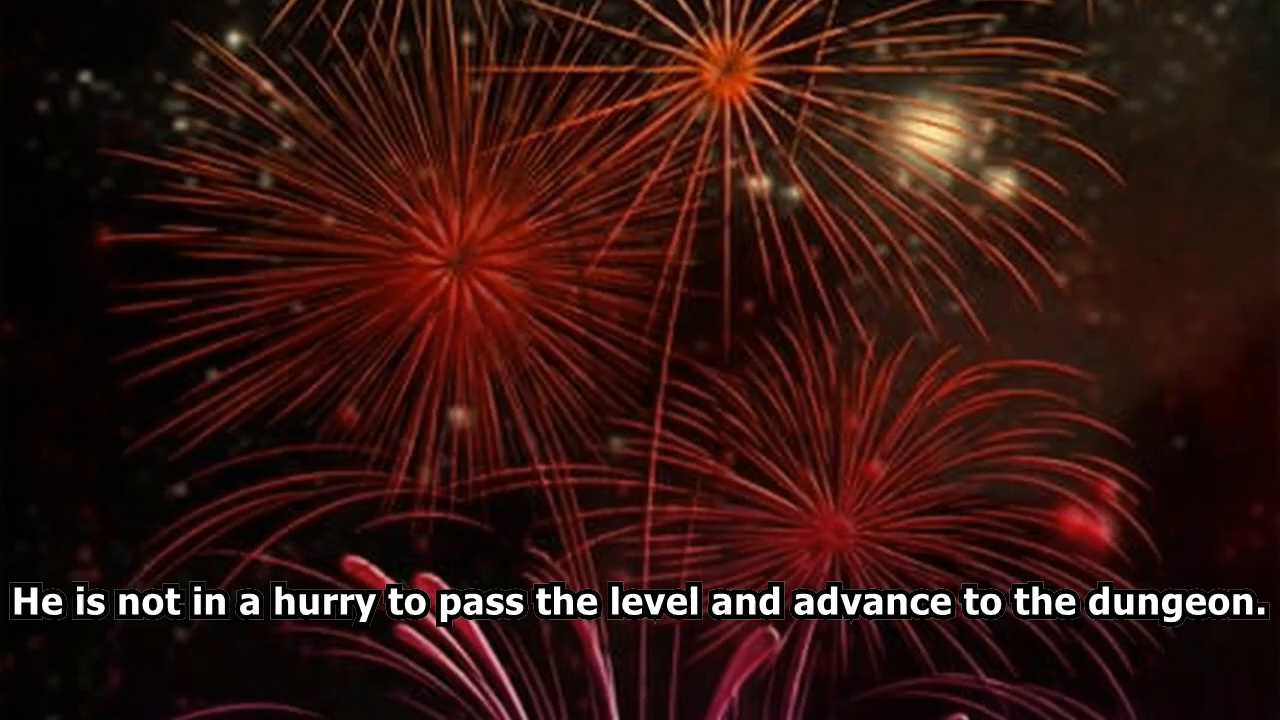 He is not in a hurry to pass the level and advance to the dungeon.